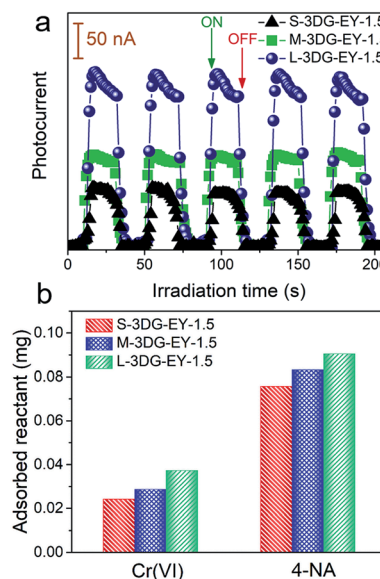 a
50 nA
ON
OFF
S-3DG-EY-1.5
M-3DG-EY-1.
L-3DG-EY-1.5
Photocurrent
0 50 100 150 200
Irradiation time (s)
b
S-3DG-EY-1.5
M-3DG-EY-1.5
L-3DG-EY-1.5
Adsorbed reactant (mg)
0.10
0.08
0.06
0.04
0.02
0.00
Cr(VI) 4-NA